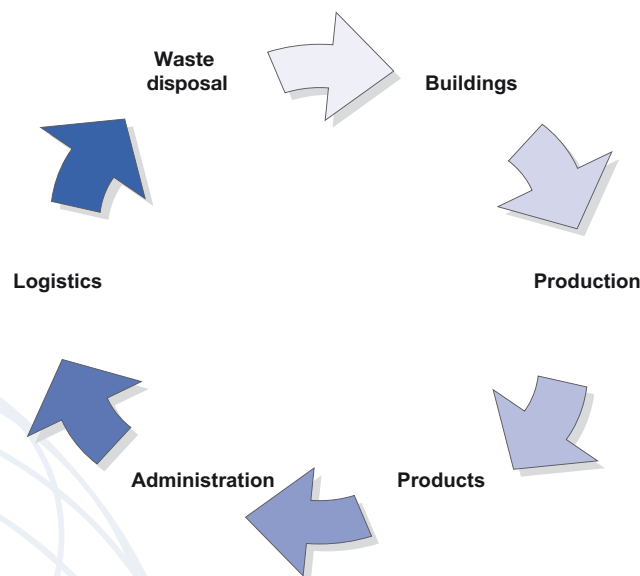 Waste
disposal
Buildings
Logistics
Production
Administration
Products